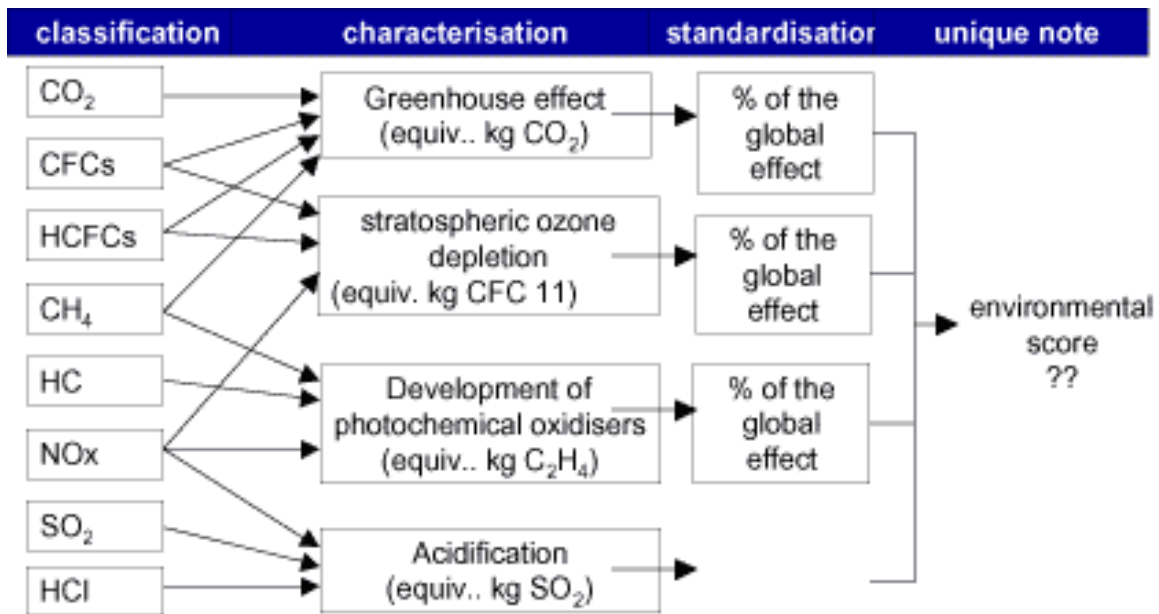 classification characterisation standardisation unique note
CO₂
CFCs
HCFCs
CH₄
HC
NOx
SO₂
HCl
Greenhouse effect
(equiv.. kg CO₂)
stratospheric ozone
depletion
(equiv. kg CFC 11)
Development of
photochemical oxidisers
(equiv.. kg C₂H₄)
Acidification
(equiv.. kg SO₂)
% of the
global
effect
% of the
global
effect
% of the
global
effect
environmental
score
??